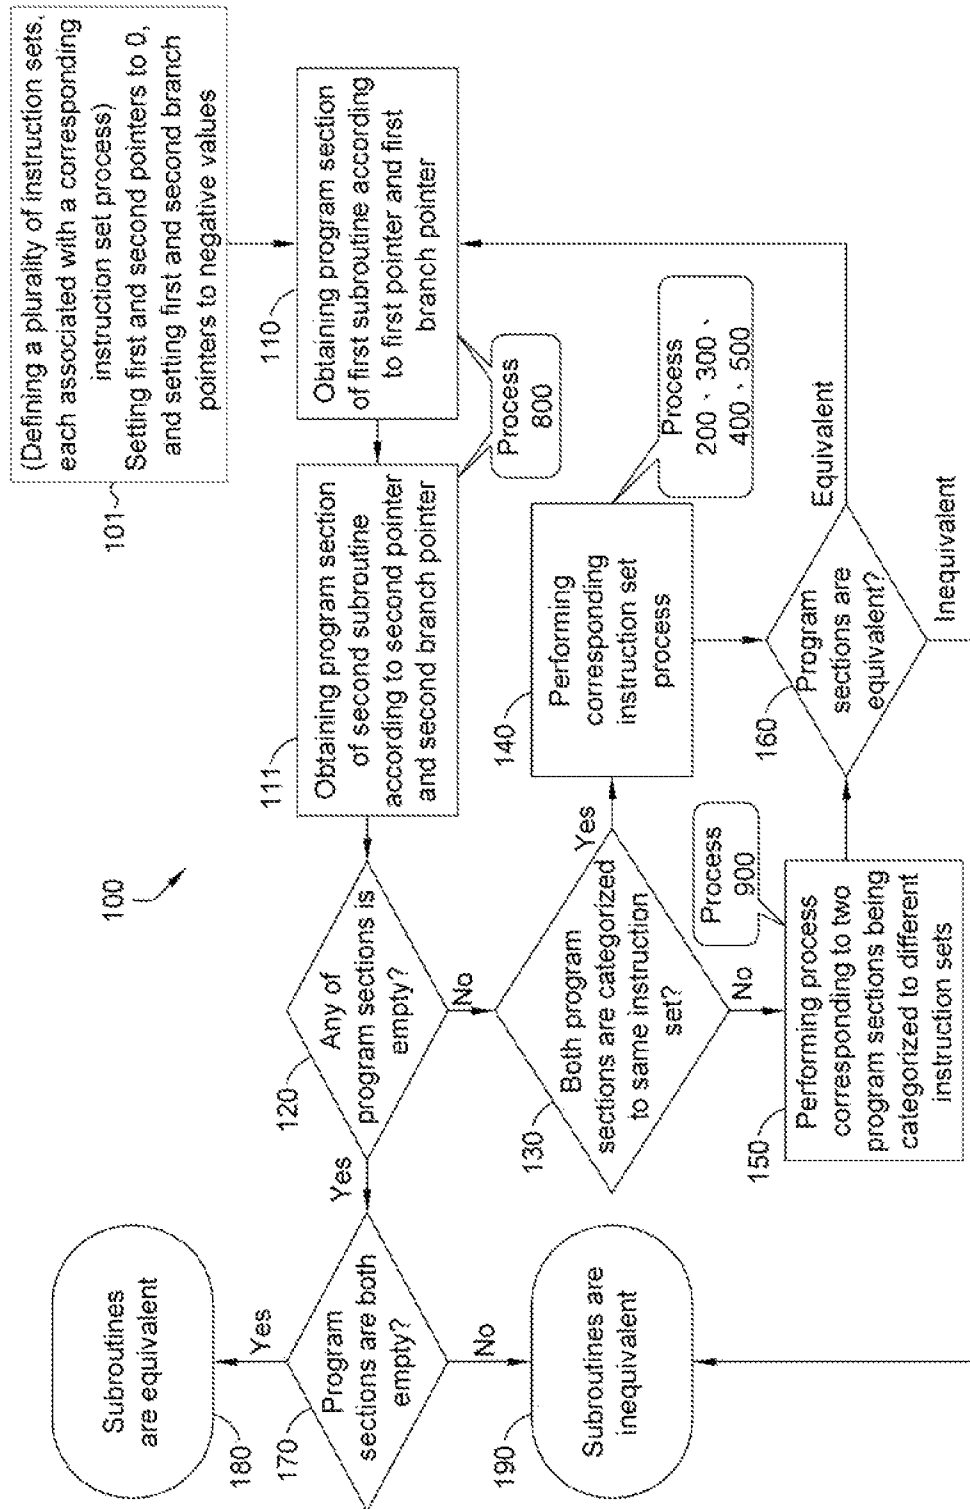 (Defining a plurality of instruction sets,
each associated with a corresponding
instruction set process)
Setting first and second pointers to 0,
and setting first and second branch
pointers to negative values
101
110
Obtaining program section
of first subroutine according
to first pointer and first
branch pointer
Process
800
111
Obtaining program section
of second subroutine
according to second pointer
and second branch pointer
100
120
Any of
program sections is
empty?
Yes
No
130
Both program
sections are categorized
to same instruction
set?
Yes
No
140
Performing
corresponding
instruction set
process
Process
200、300、
400、500
150
Performing process
corresponding to two
program sections being
categorized to different
instruction sets
Process
900
160
Program
sections are
equivalent?
Equivalent
Inequivalent
170
Program
sections are both
empty?
Yes
No
180
Subroutines
are equivalent
190
Subroutines are
inequivalent